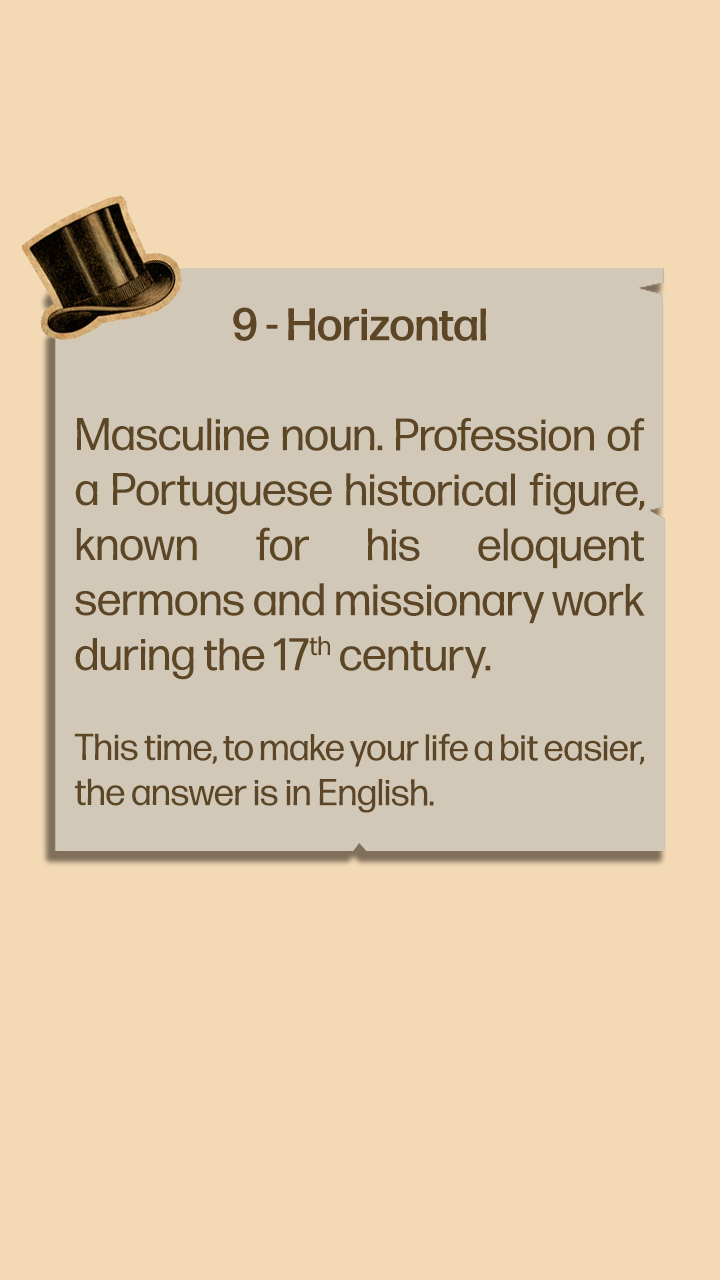 9 - Horizontal
Masculine noun. Profession of
a Portuguese historical figure,
known for his eloquent
sermons and missionary work
during the 17th century.
This time, to make your life a bit easier,
the answer is in English.